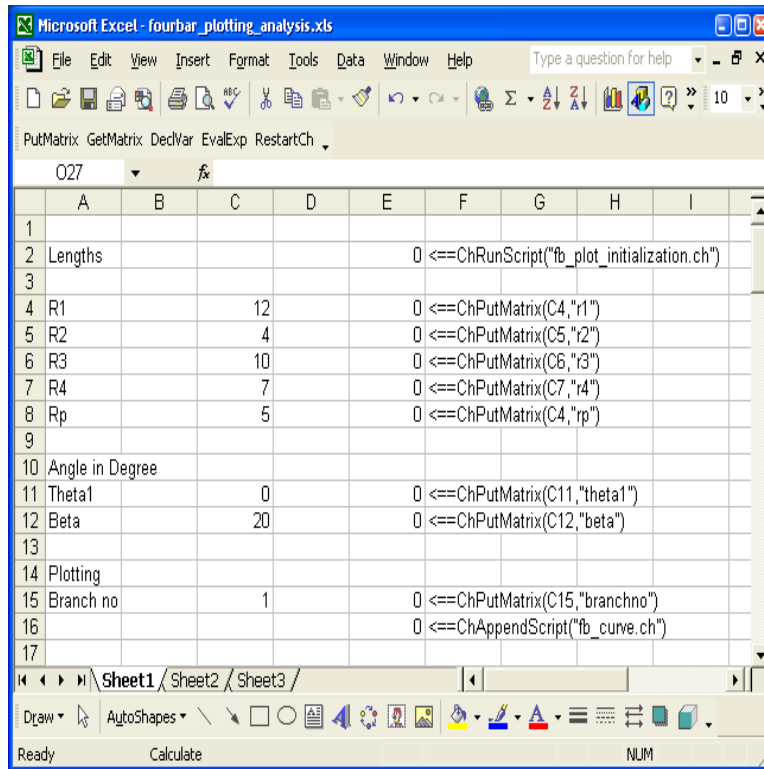 Microsoft Excel - fourbar_plotting_analysis.xls
File Edit View Insert Format Tools Data Window Help Type a question for help
ABC Σ A Z Z A 10
PutMatrix GetMatrix DeclVar EvalExp RestartCh
O27 fx
A B C D E F G H I
1
2 Lengths 0 <==ChRunScript("fb_plot_initialization.ch")
3
4 R1 12 0 <==ChPutMatrix(C4,"r1")
5 R2 4 0 <==ChPutMatrix(C5,"r2")
6 R3 10 0 <==ChPutMatrix(C6,"r3")
7 R4 7 0 <==ChPutMatrix(C7,"r4")
8 Rp 5 0 <==ChPutMatrix(C4,"rp")
9
10 Angle in Degree
11 Theta1 0 0 <==ChPutMatrix(C11,"theta1")
12 Beta 20 0 <==ChPutMatrix(C12,"beta")
13
14 Plotting
15 Branch no 1 0 <==ChPutMatrix(C15,"branchno")
16 0 <==ChAppendScript("fb_curve.ch")
17
Sheet1 Sheet2 Sheet3
Draw AutoShapes A A
Ready Calculate NUM